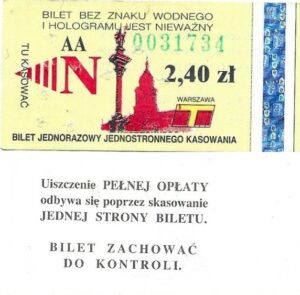 BILET BEZ ZNAKU WODNEGO
I HOLOGRAMU JEST NIEWAŻNY
TU KASOWAĆ
AA 0031734
N 2,40 zł
WARSZAWA
T
BILET JEDNORAZOWY JEDNOSTRONNEGO KASOWANIA
Uiszczenie PEŁNEJ OPŁATY
odbywa się poprzez skasowanie
JEDNEJ STRONY BILETU.
BILET ZACHOWAĆ
DO KONTROLI.